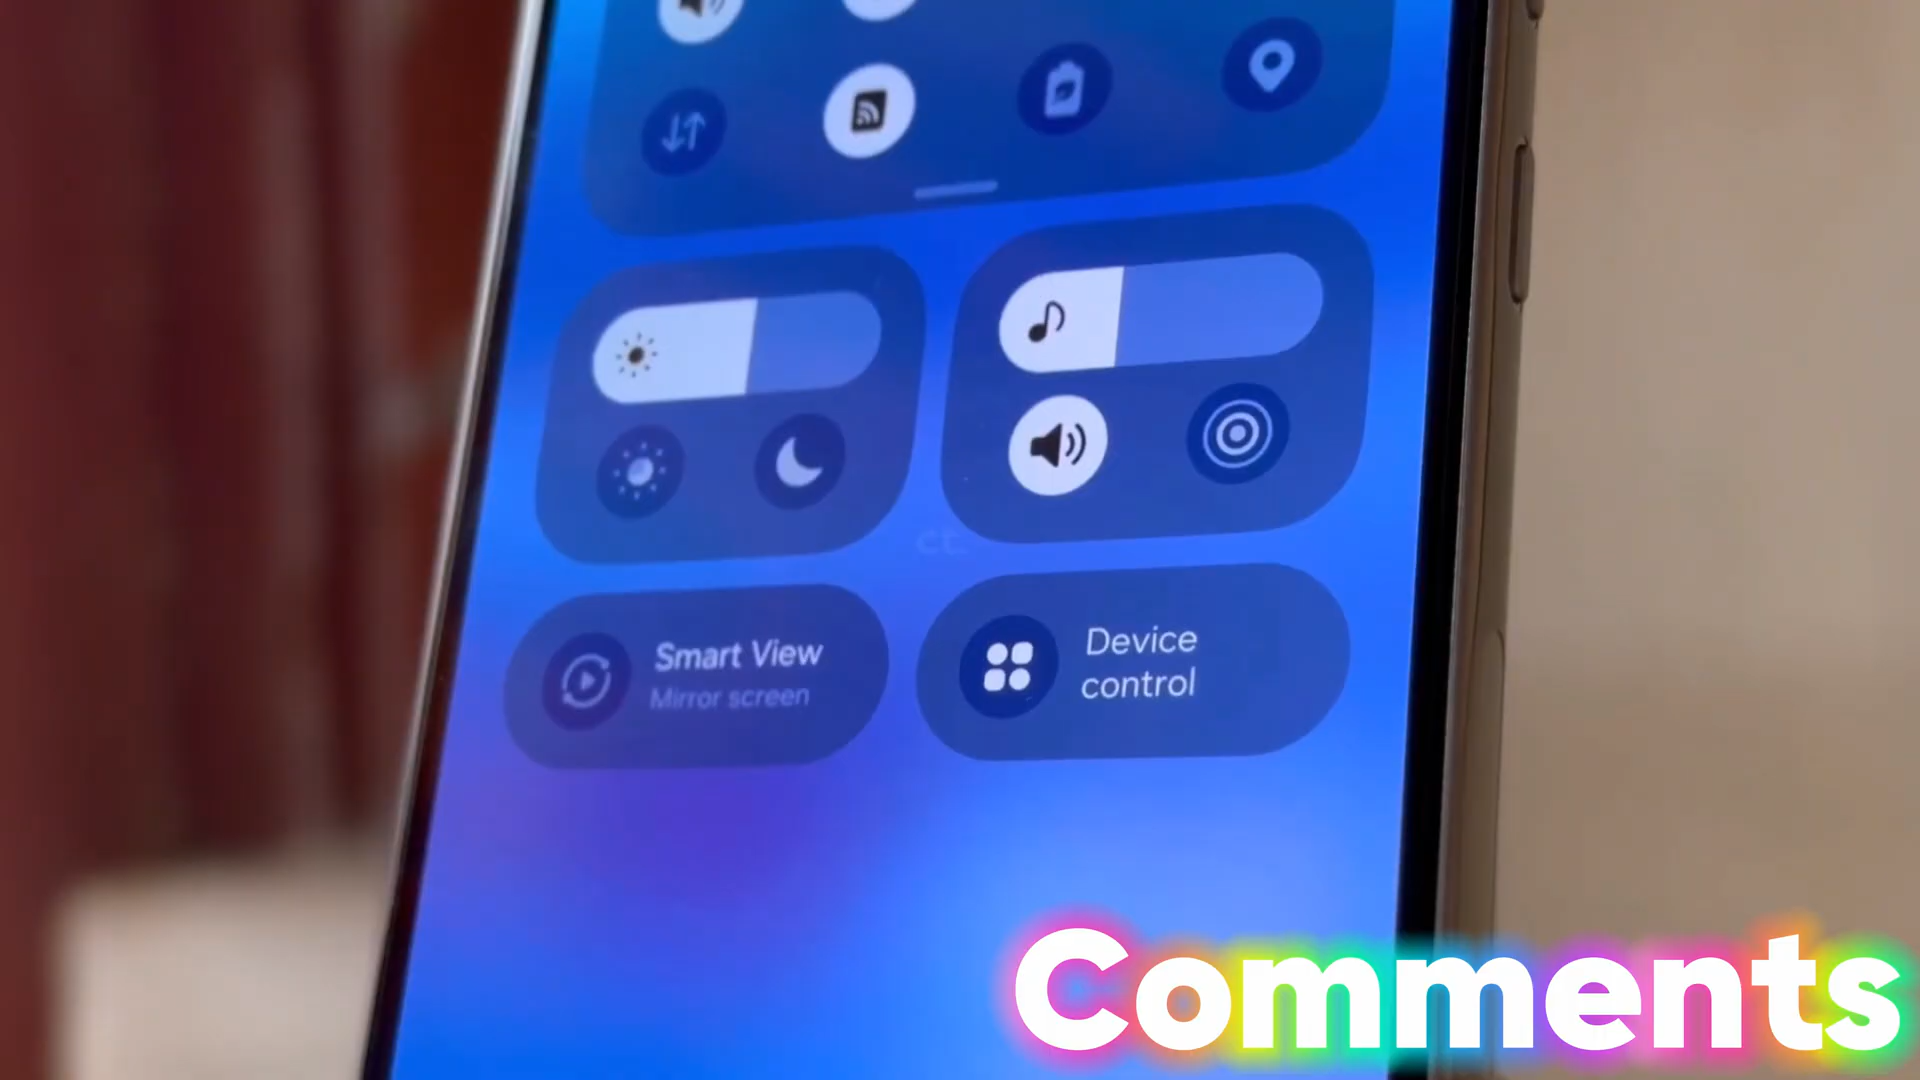 Smart View
Mirror screen
Device
control
Comments